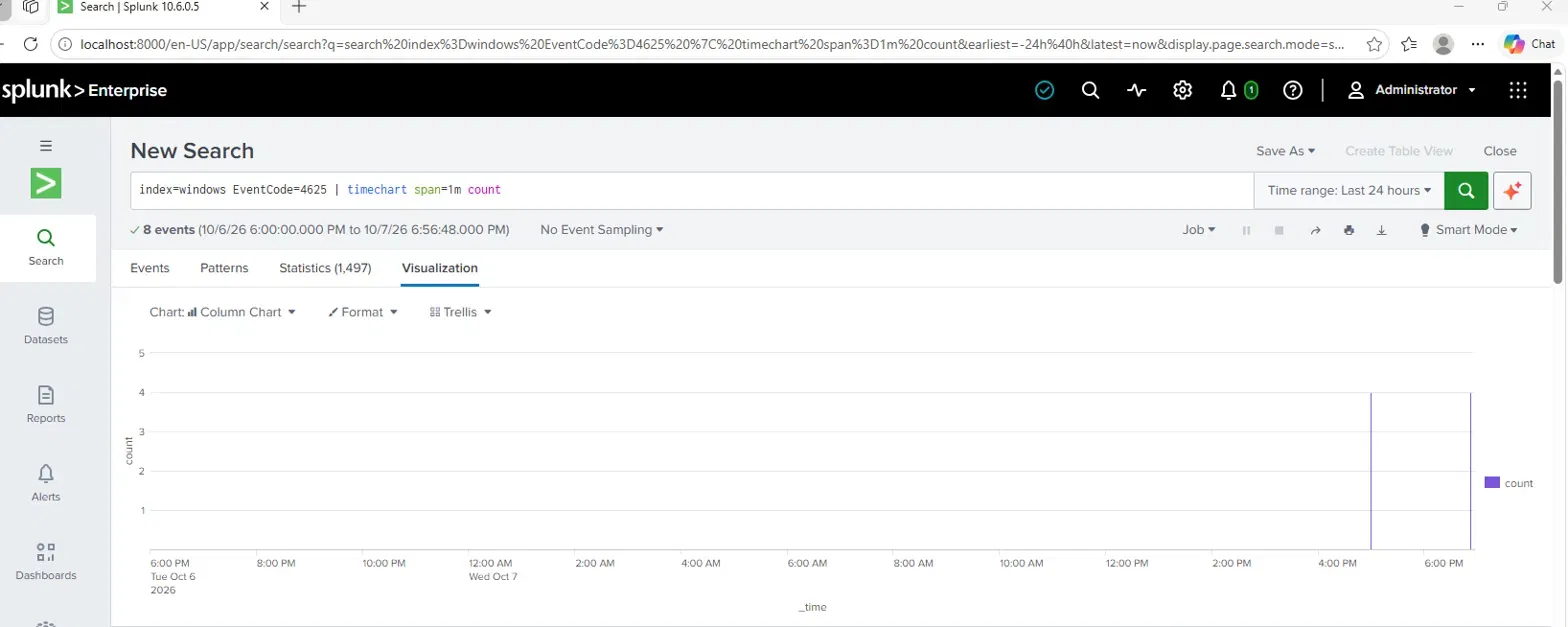 Search | Splunk 10.6.0.5
localhost:8000/en-US/app/search/search?q=search%20index%3Dwindows%20EventCode%3D4625%20%7C%20timechart%20span%3D1m%20count&earliest=-24h%40h&latest=now&display.page.search.mode=s...
Chat
splunk> Enterprise
1
Administrator
New Search
Save As
Create Table View
Close
index=windows EventCode=4625 | timechart span=1m count
Time range: Last 24 hours
8 events (10/6/26 6:00:00.000 PM to 10/7/26 6:56:48.000 PM)
No Event Sampling
Job
Smart Mode
Search
Datasets
Reports
Alerts
Dashboards
Events
Patterns
Statistics (1,497)
Visualization
Chart: Column Chart
Format
Trellis
5
4
3
2
1
count
6:00 PM
Tue Oct 6
2026
8:00 PM
10:00 PM
12:00 AM
Wed Oct 7
2:00 AM
4:00 AM
6:00 AM
8:00 AM
10:00 AM
12:00 PM
2:00 PM
4:00 PM
6:00 PM
_time
count